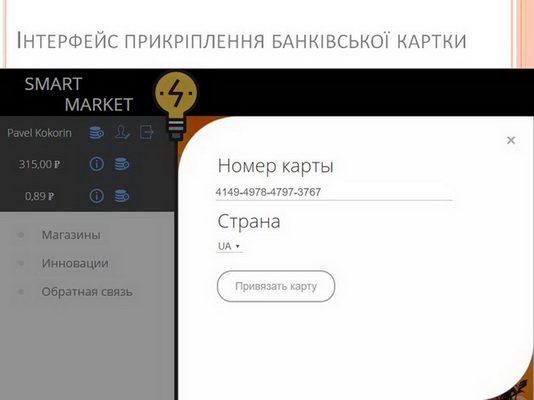 ІНТЕРФЕЙС ПРИКРІПЛЕННЯ БАНКІВСЬКОЇ КАРТКИ
SMART
MARKET
Pavel Kokorin
315,00 ₽
0,89 ₽
Магазины
Инновации
Обратная связь
×
Номер карты
4149-4978-4797-3767
Страна
UA ▾
Привязать карту